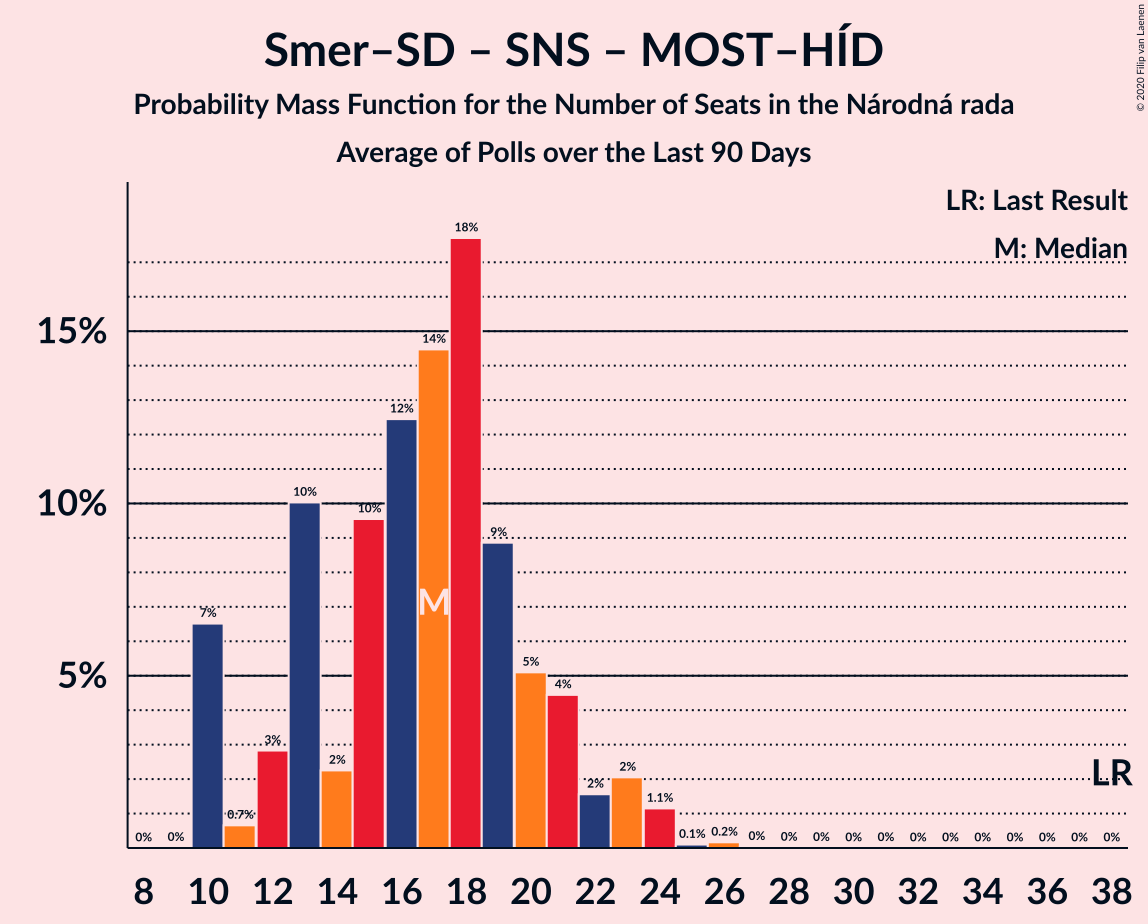 Smer–SD – SNS – MOST–HÍD
Probability Mass Function for the Number of Seats in the Národná rada
Average of Polls over the Last 90 Days
© 2020 Filip van Laenen
LR: Last Result
M: Median
15%
10%
5%
0% 0% 7% 0.7% 3% 10% 2% 10% 12% 14% 18% 9% 5% 4% 2% 2% 1.1% 0.1% 0.2% 0% 0% 0% 0% 0% 0% 0% 0% 0% 0% 0% 0%
M
LR
8 10 12 14 16 18 20 22 24 26 28 30 32 34 36 38